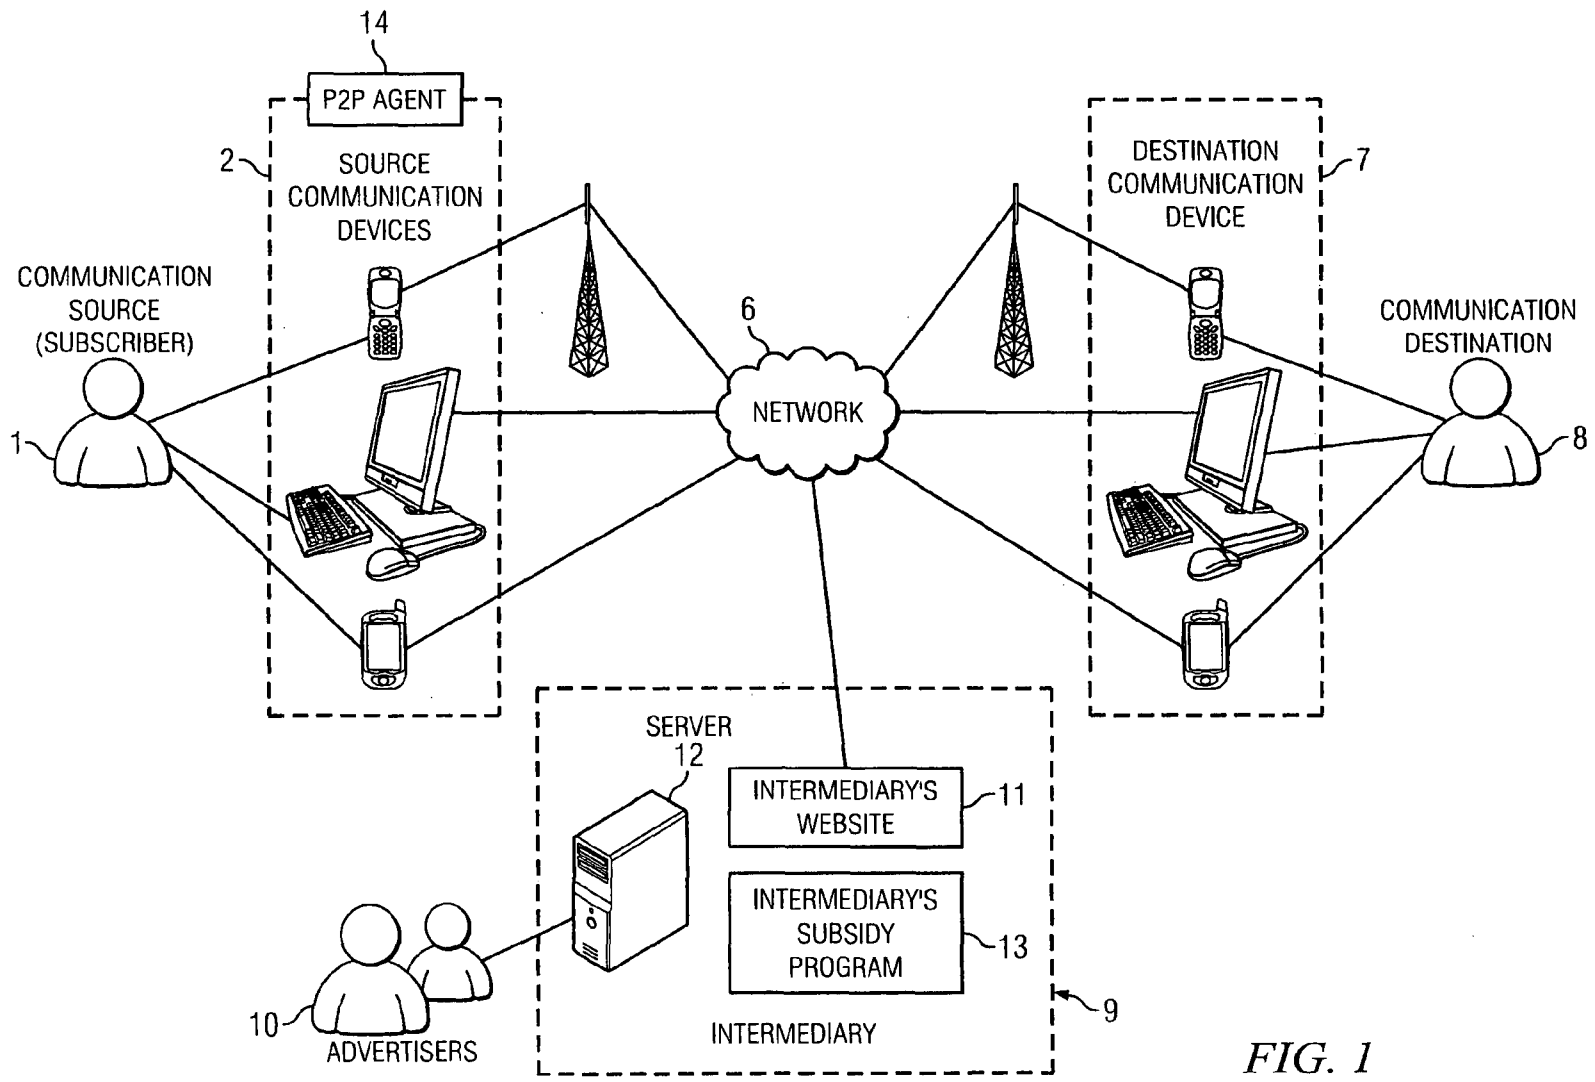 14
P2P AGENT
2
SOURCE
COMMUNICATION
DEVICES
DESTINATION
COMMUNICATION
DEVICE
7
COMMUNICATION
SOURCE
(SUBSCRIBER)
1
6
NETWORK
COMMUNICATION
DESTINATION
8
SERVER
12
INTERMEDIARY'S
WEBSITE
11
INTERMEDIARY'S
SUBSIDY
PROGRAM
13
10
ADVERTISERS
INTERMEDIARY
9
FIG. 1